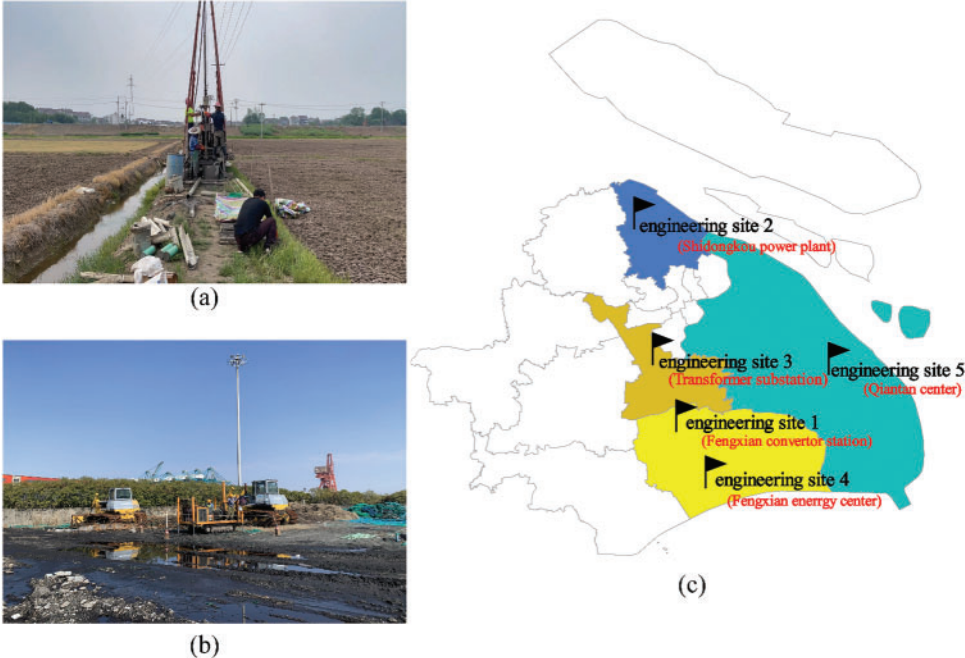 (a)
(b)
engineering site 2
(Shidongkou power plant)
engineering site 3
(Transformer substation)
engineering site 5
(Qiantan center)
engineering site 1
(Fengxian convertor station)
engineering site 4
(Fengxian enerrgy center)
(c)